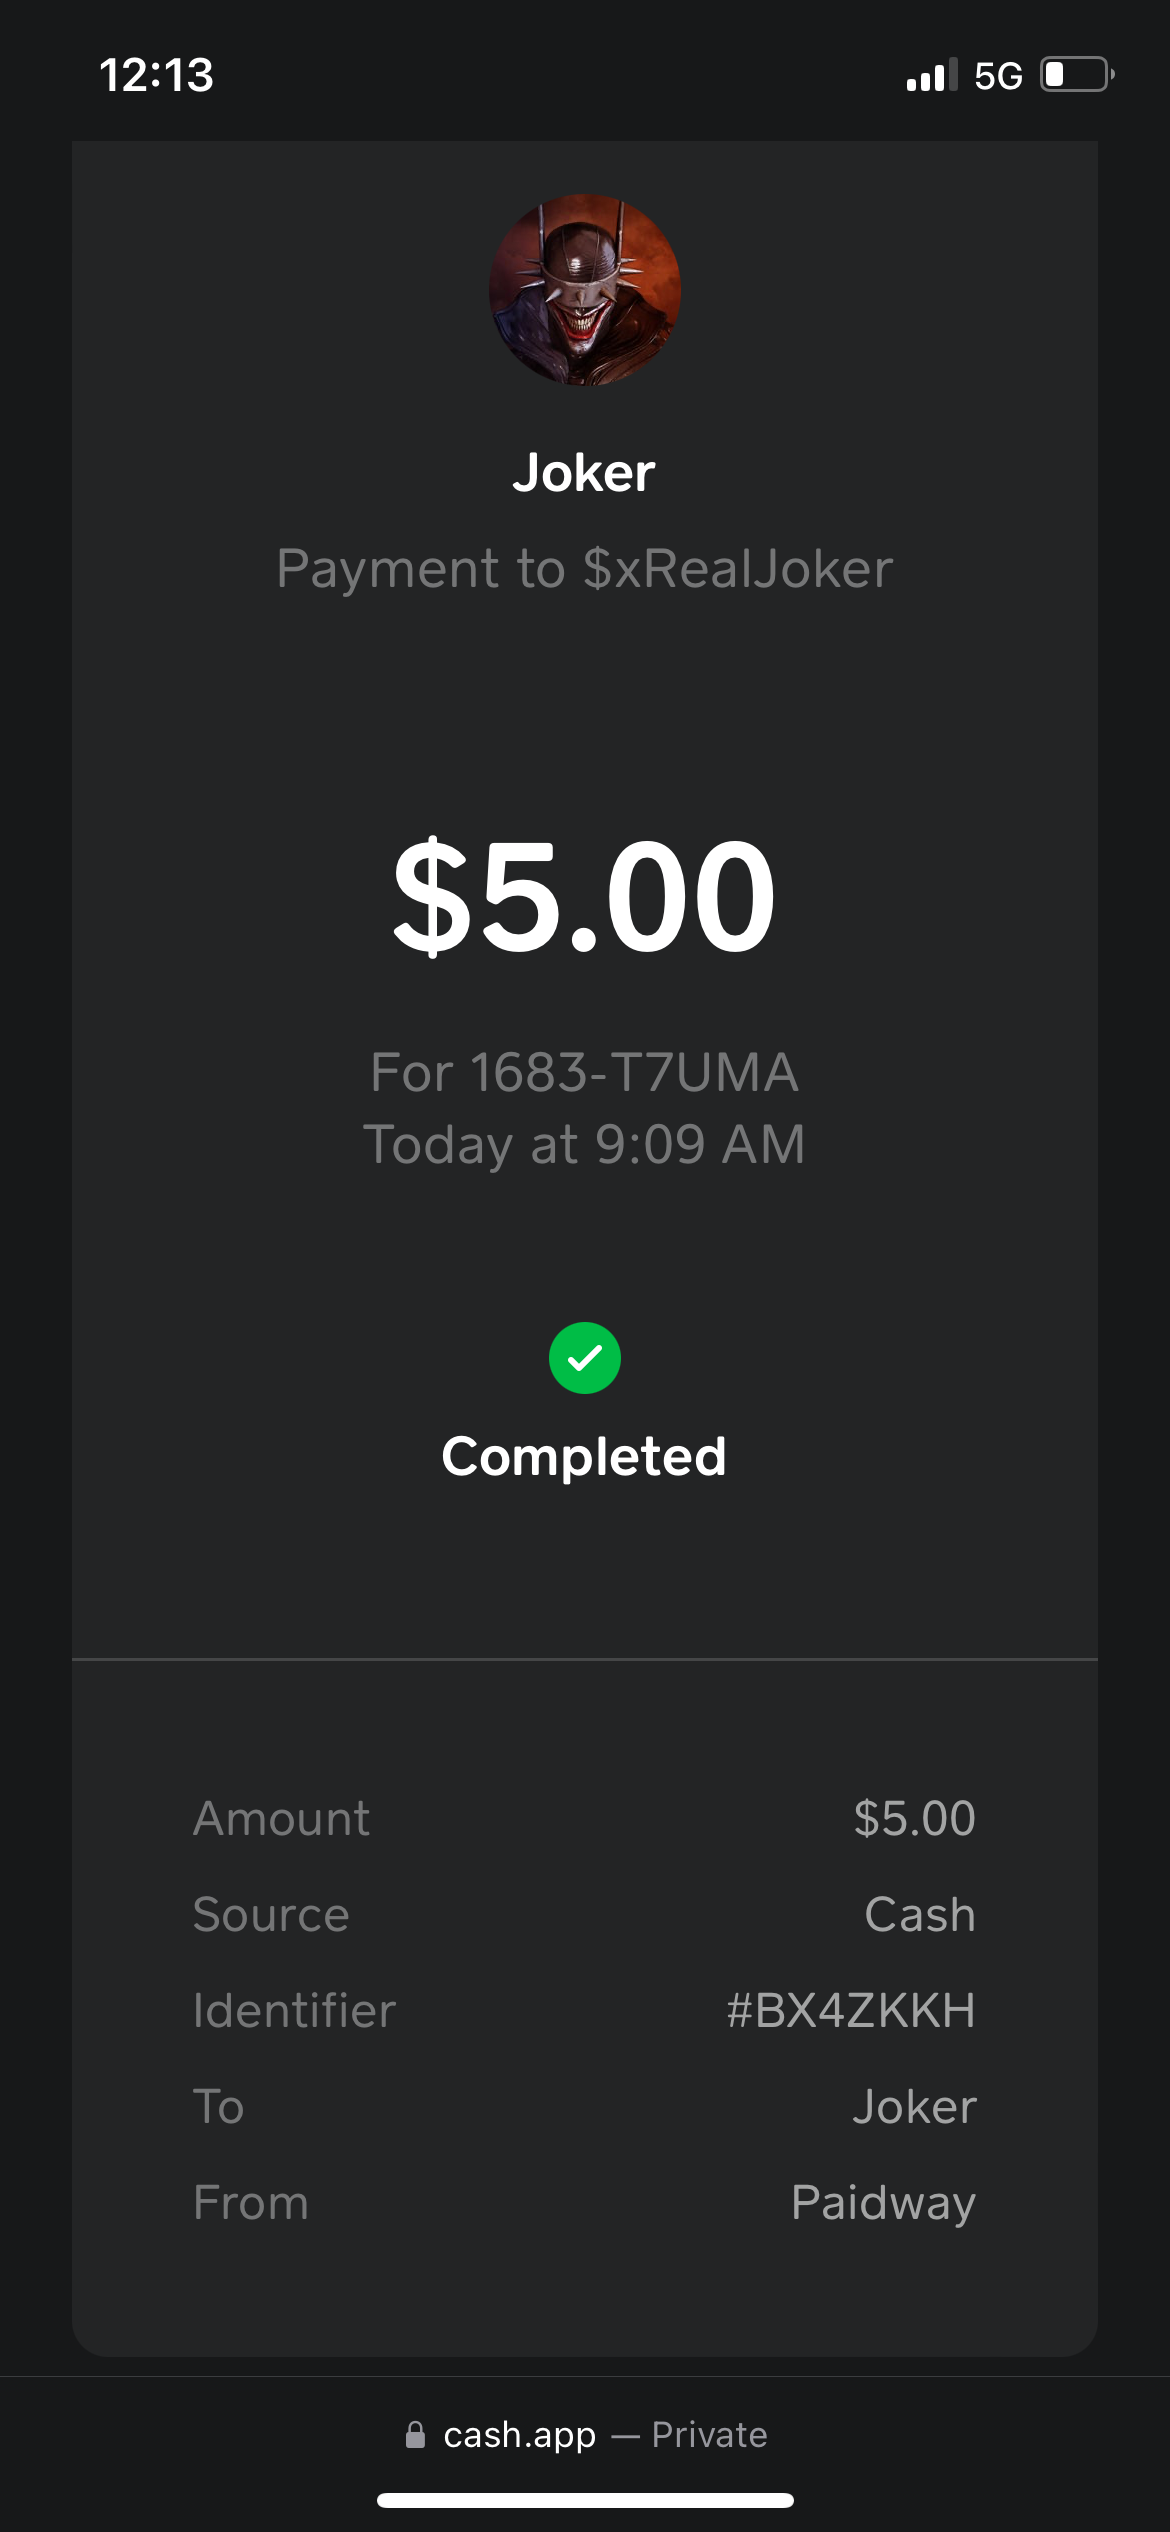 12:13
5G
Joker
Payment to $xRealJoker
$5.00
For 1683-T7UMA
Today at 9:09 AM
Completed
Amount $5.00
Source Cash
Identifier #BX4ZKKH
To Joker
From Paidway
cash.app — Private